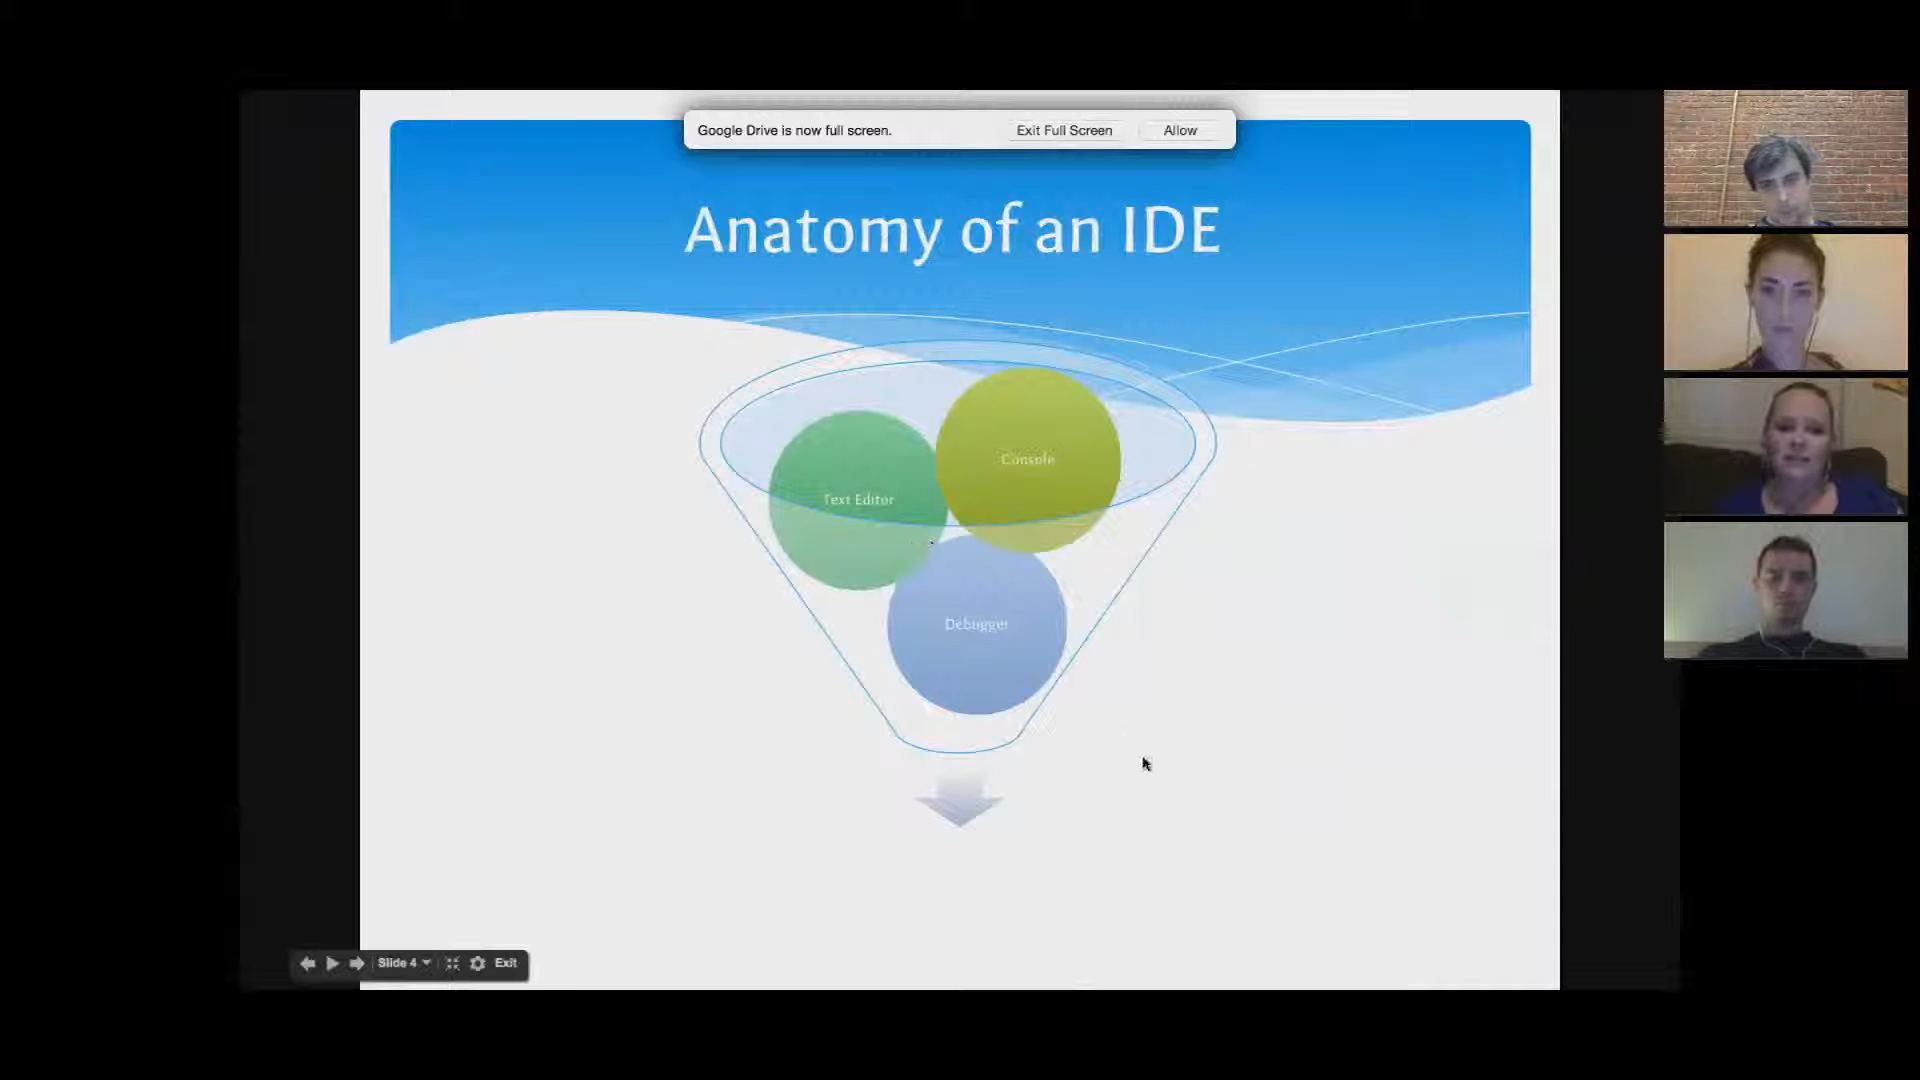 Google Drive is now full screen. Exit Full Screen Allow
Anatomy of an IDE
Console
Text Editor
Debugger
Slide 4 Exit